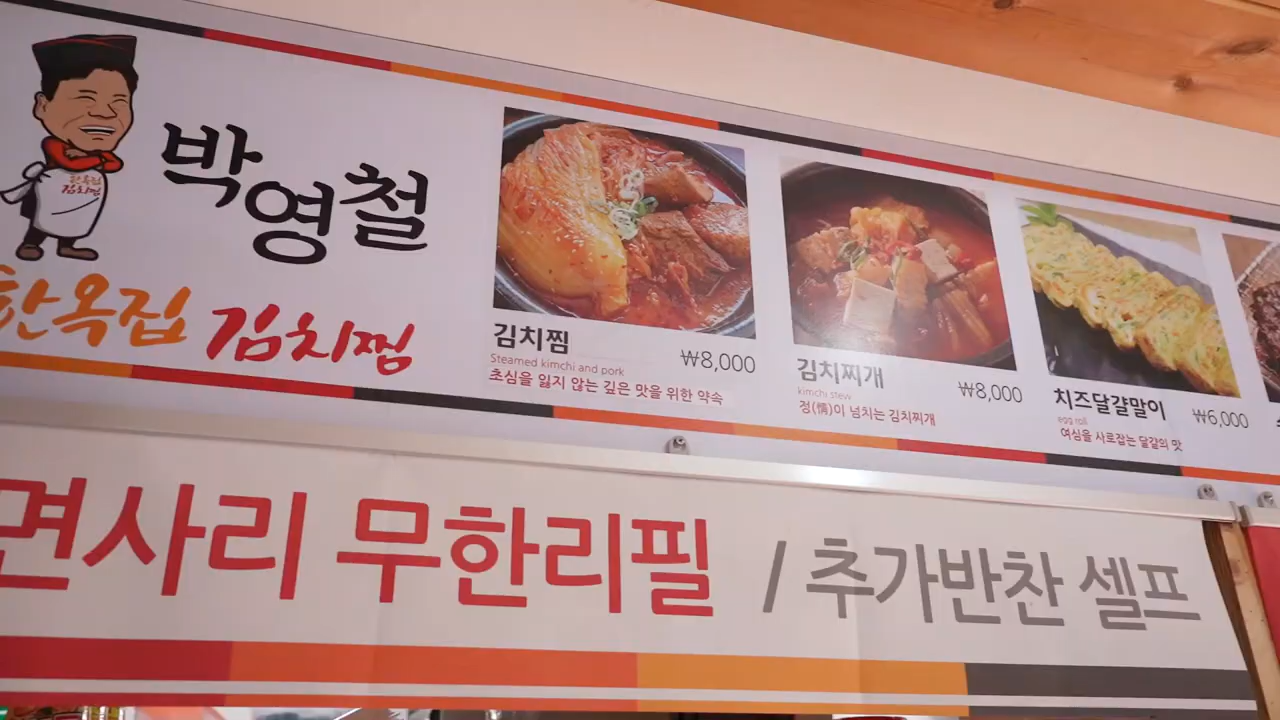 박영철
한옥집 김치찜
김치찜
₩8,000
Steamed kimchi and pork
초심을 잃지 않는 깊은 맛을 위한 약속
김치찌개
₩8,000
kimchi stew
정(情)이 넘치는 김치찌개
치즈달걀말이
₩6,000
egg roll
여심을 사로잡는 달걀의 맛
면사리 무한리필 / 추가반찬 셀프